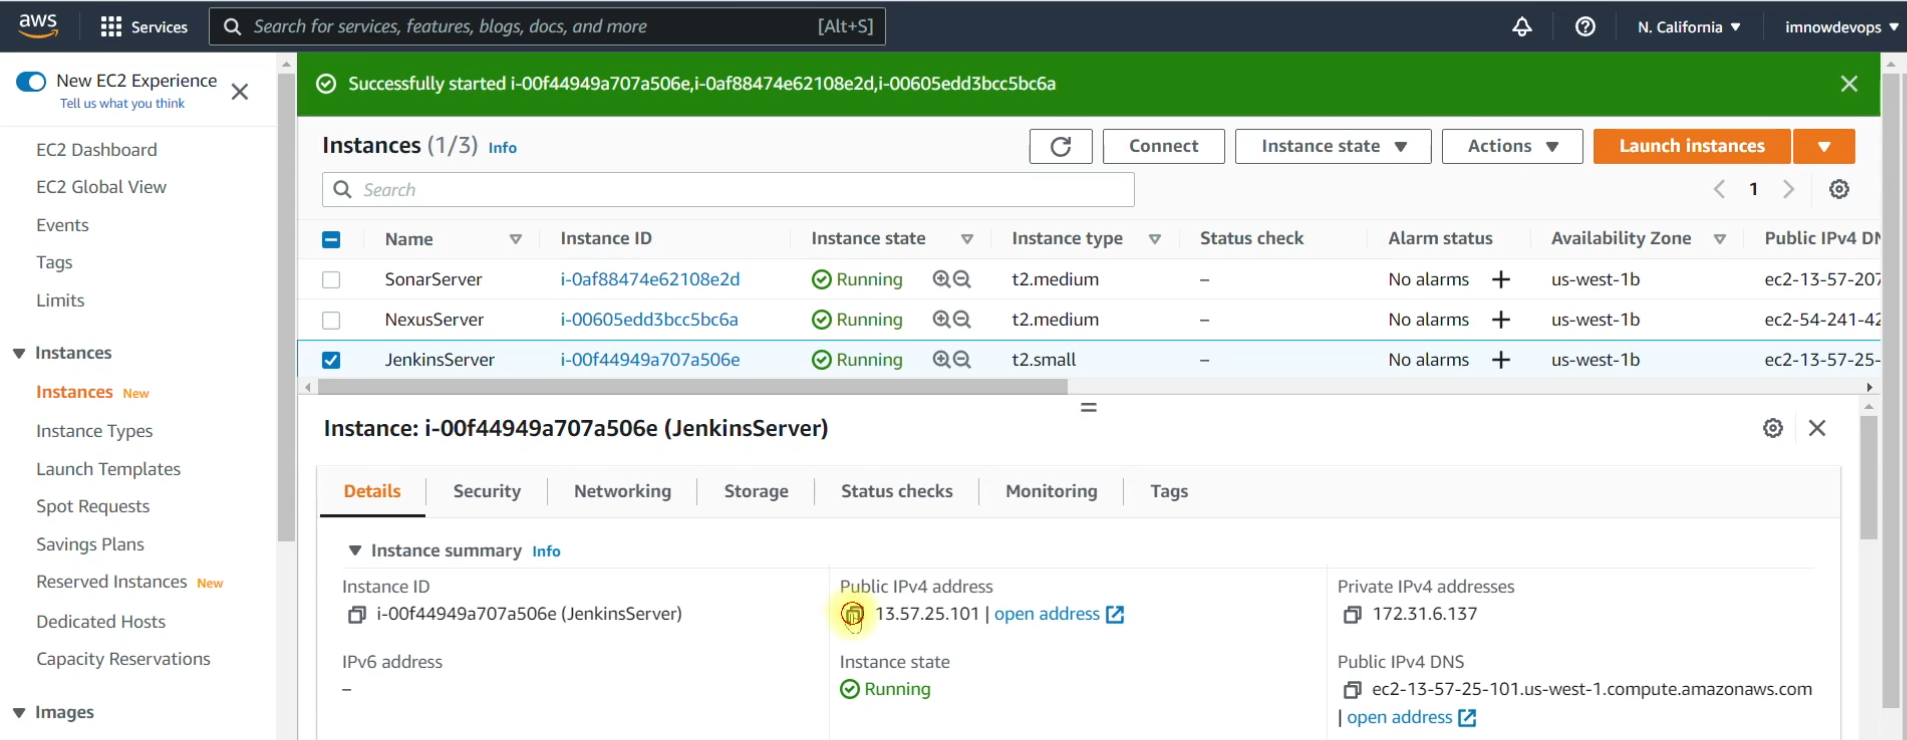 aws Services Search for services, features, blogs, docs, and more [Alt+S] N. California ▼ imnowdevops ▼
New EC2 Experience
Tell us what you think
EC2 Dashboard
EC2 Global View
Events
Tags
Limits
Instances
Instances New
Instance Types
Launch Templates
Spot Requests
Savings Plans
Reserved Instances New
Dedicated Hosts
Capacity Reservations
Images
Successfully started i-00f44949a707a506e,i-0af88474e62108e2d,i-00605edd3bcc5bc6a
Instances (1/3) Info Connect Instance state ▼ Actions ▼ Launch instances ▼
Search 1
Name Instance ID Instance state Instance type Status check Alarm status Availability Zone Public IPv4 DN
SonarServer i-0af88474e62108e2d Running t2.medium – No alarms + us-west-1b ec2-13-57-207
NexusServer i-00605edd3bcc5bc6a Running t2.medium – No alarms + us-west-1b ec2-54-241-42
JenkinsServer i-00f44949a707a506e Running t2.small – No alarms + us-west-1b ec2-13-57-25-
Instance: i-00f44949a707a506e (JenkinsServer)
Details Security Networking Storage Status checks Monitoring Tags
Instance summary Info
Instance ID Public IPv4 address Private IPv4 addresses
i-00f44949a707a506e (JenkinsServer) 13.57.25.101 | open address 172.31.6.137
IPv6 address Instance state Public IPv4 DNS
– Running ec2-13-57-25-101.us-west-1.compute.amazonaws.com
| open address